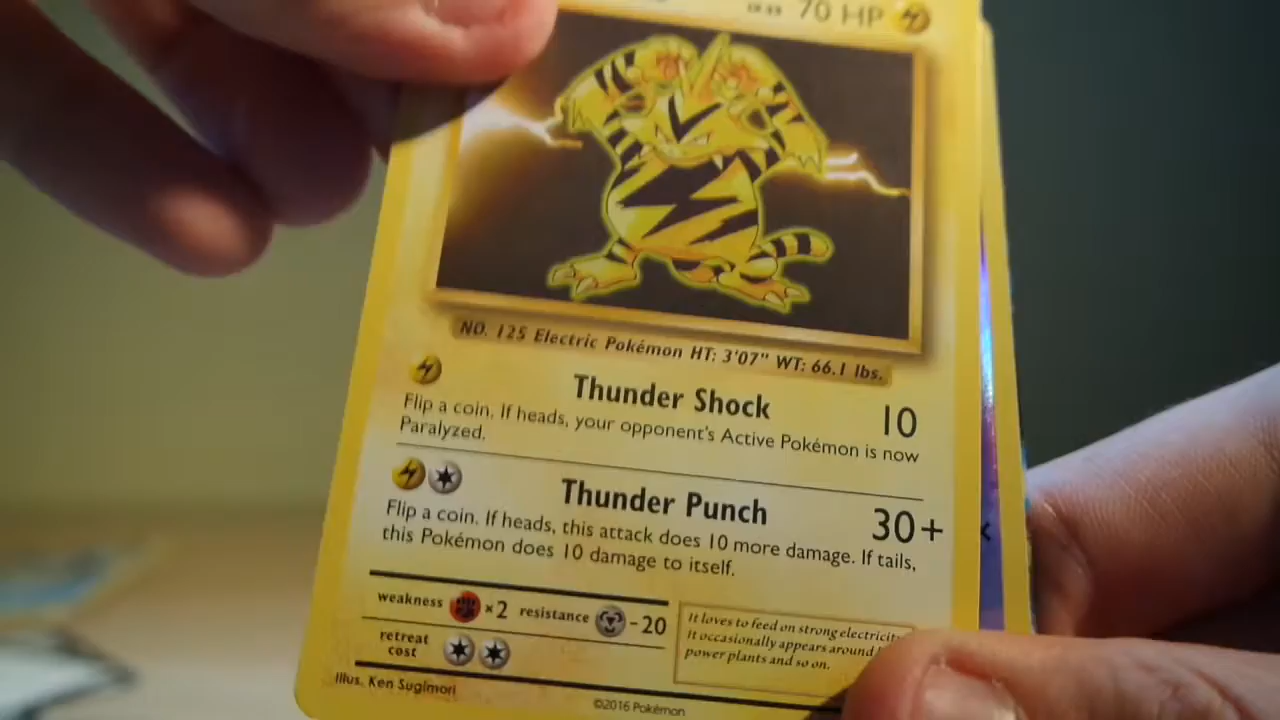 70 HP
NO. 125 Electric Pokémon HT: 3'07" WT: 66.1 lbs.
Thunder Shock 10
Flip a coin. If heads, your opponent's Active Pokémon is now
Paralyzed.
Thunder Punch 30+
Flip a coin. If heads, this attack does 10 more damage. If tails,
this Pokémon does 10 damage to itself.
weakness ×2 resistance -20
It loves to feed on strong electricity.
It occasionally appears around
power plants and so on.
retreat
cost
Illus. Ken Sugimori
©2016 Pokémon